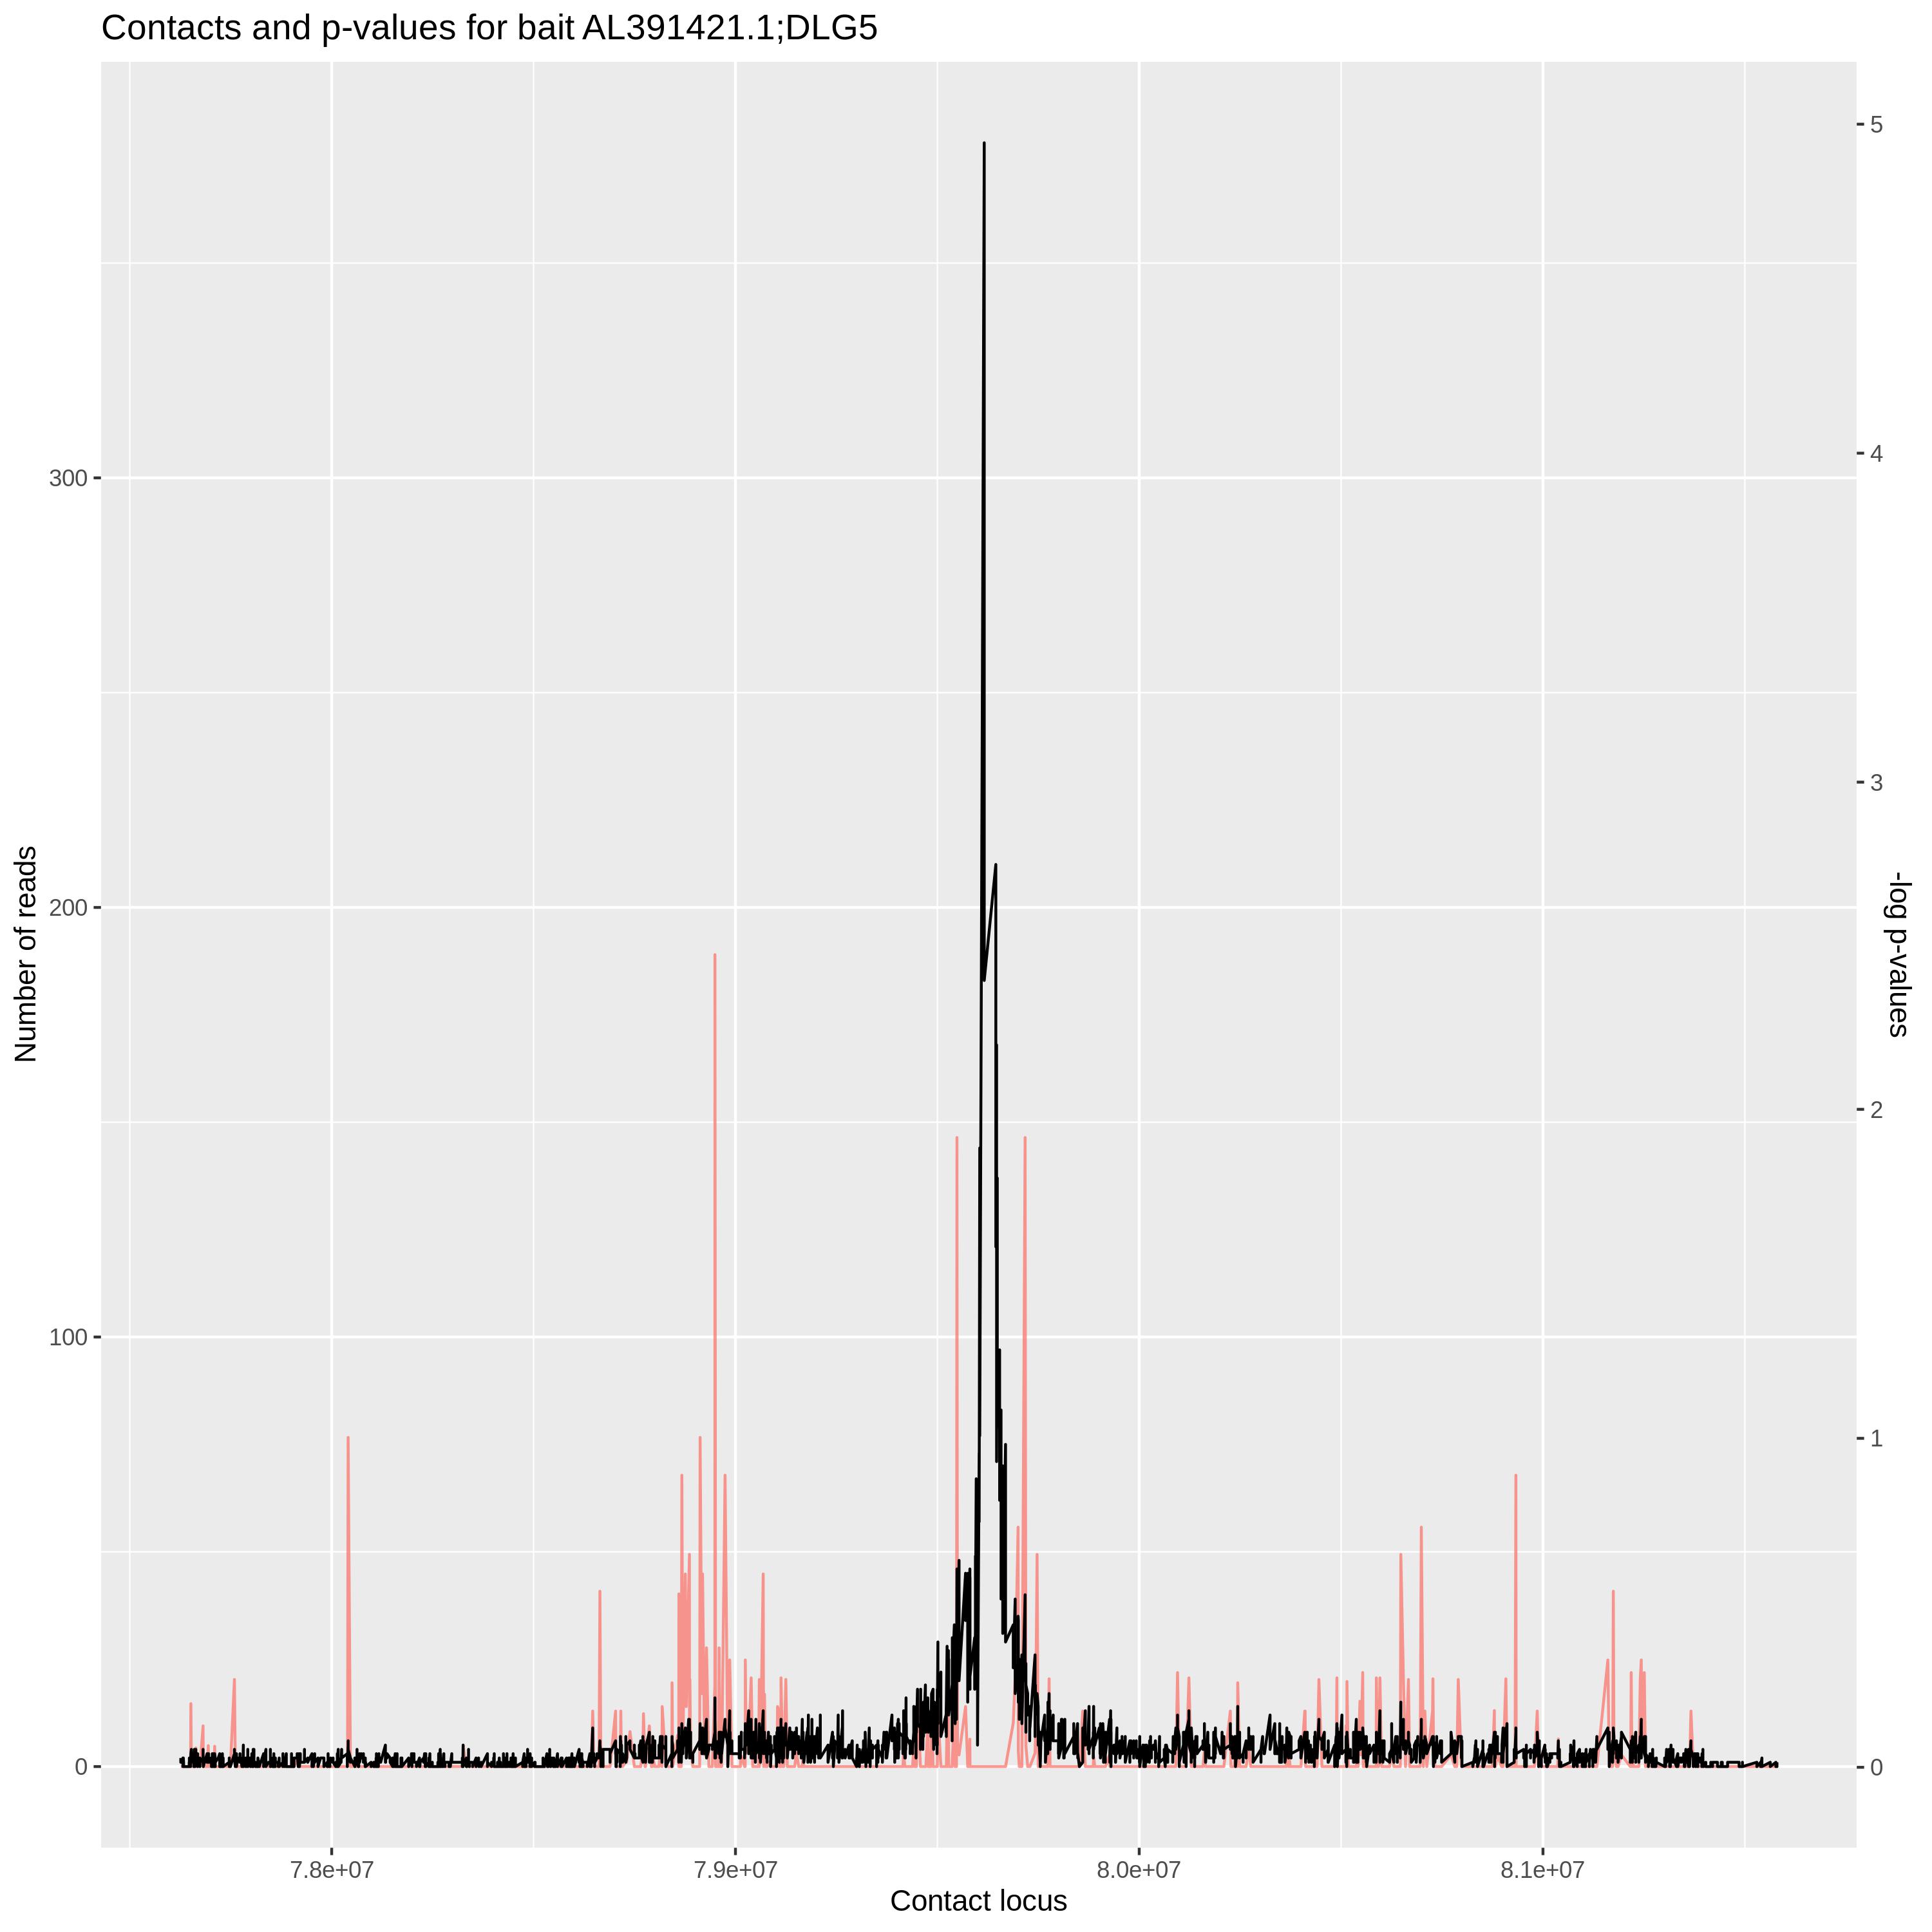 Contacts and p-values for bait AL391421.1;DLG5
Number of reads
300
200
100
0
5
4
3
2
1
0
-log p-values
7.8e+07
7.9e+07
8.0e+07
8.1e+07
Contact locus